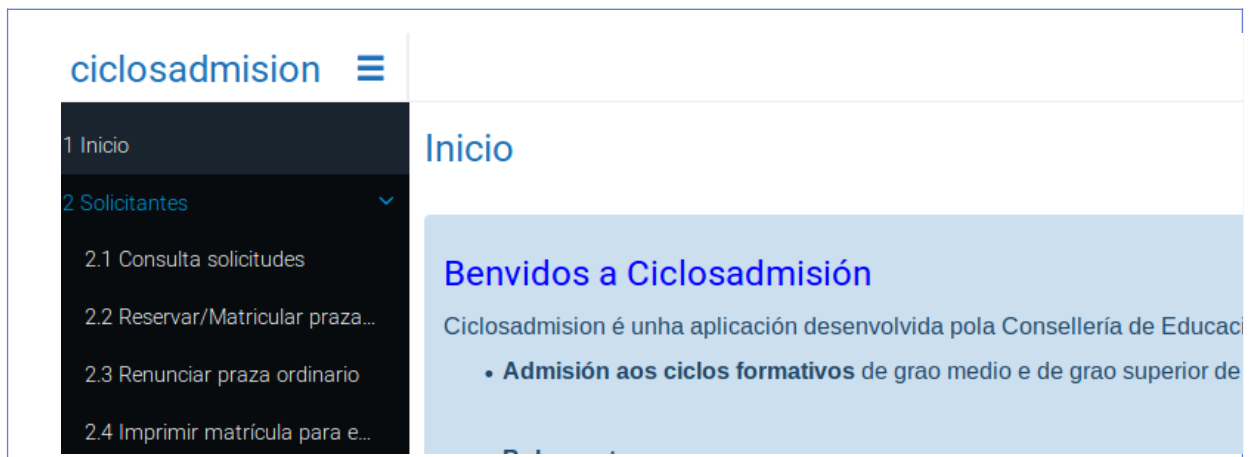 ciclosadmision
1 Inicio
2 Solicitantes
2.1 Consulta solicitudes
2.2 Reservar/Matricular praza...
2.3 Renunciar praza ordinario
2.4 Imprimir matrícula para e...
Inicio
Benvidos a Ciclosadmisión
Ciclosadmision é unha aplicación desenvolvida pola Consellería de Educaci
• Admisión aos ciclos formativos de grao medio e de grao superior de